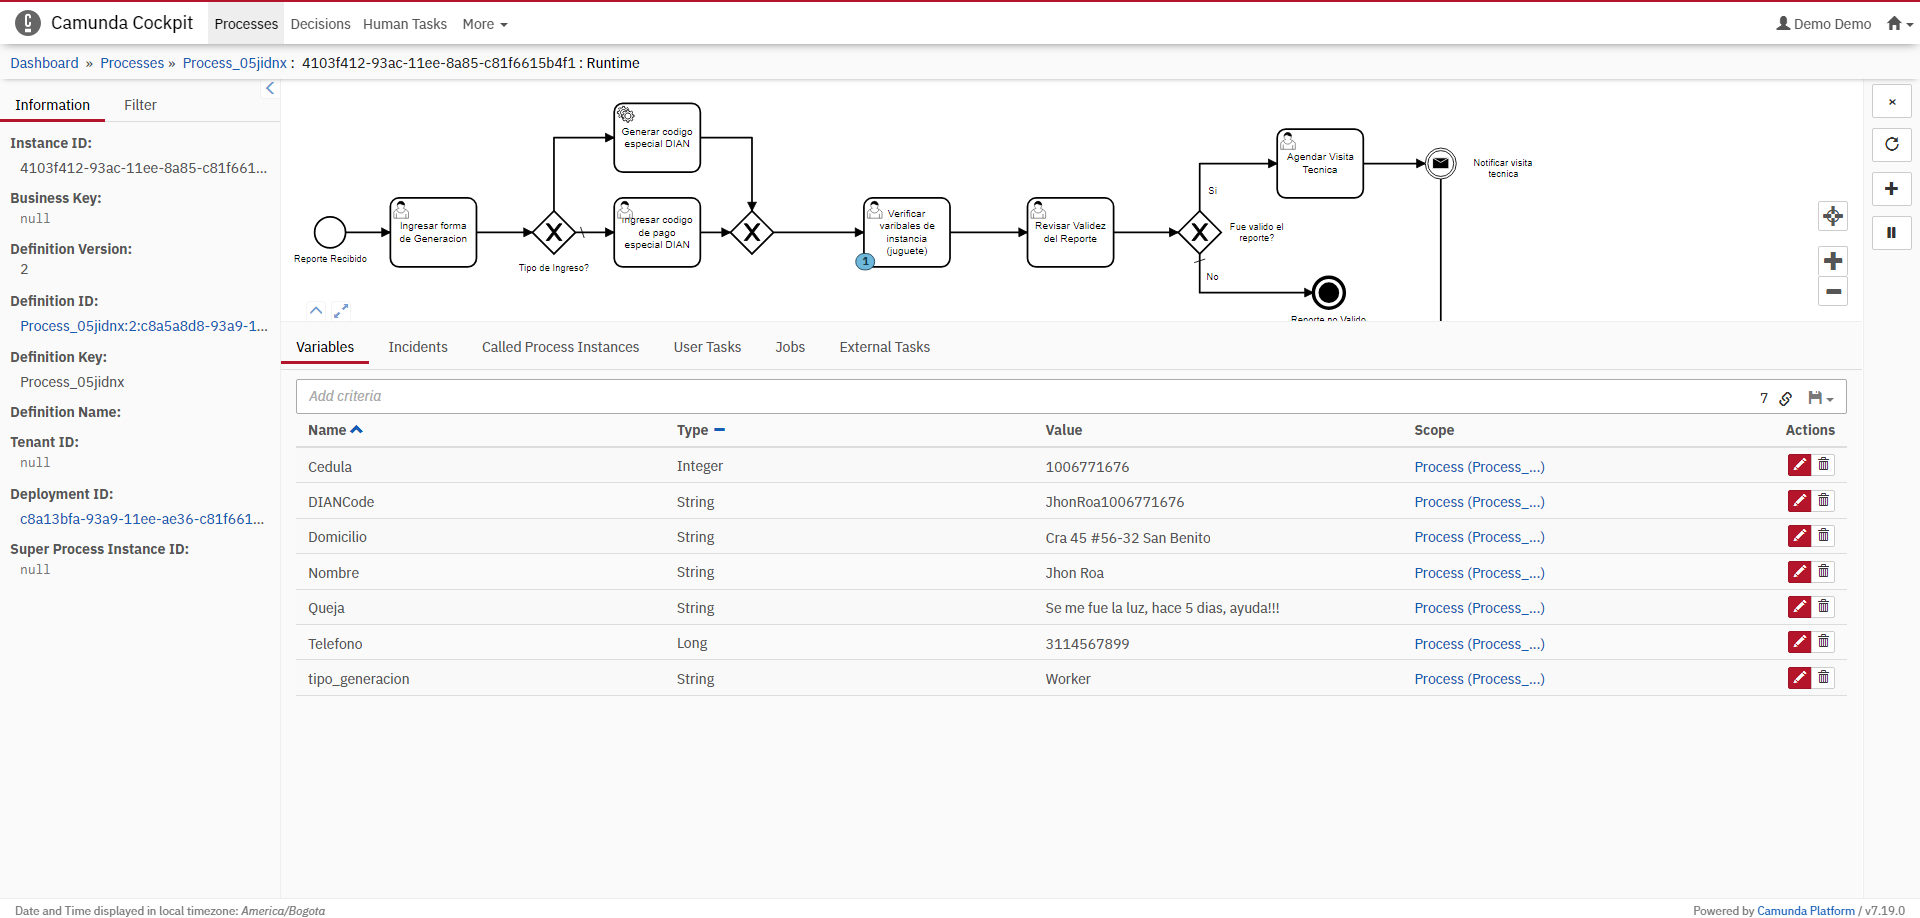 Camunda Cockpit
Processes
Decisions
Human Tasks
More
Demo Demo
Dashboard » Processes » Process_05jidnx : 4103f412-93ac-11ee-8a85-c81f6615b4f1 : Runtime
Information
Filter
Instance ID:
4103f412-93ac-11ee-8a85-c81f661...
Business Key:
null
Definition Version:
2
Definition ID:
Process_05jidnx:2:c8a5a8d8-93a9-1...
Definition Key:
Process_05jidnx
Definition Name:
Tenant ID:
null
Deployment ID:
c8a13bfa-93a9-11ee-ae36-c81f661...
Super Process Instance ID:
null
Reporte Recibido
Ingresar forma
de Generacion
Tipo de Ingreso?
Generar codigo
especial DIAN
Ingresar codigo
de pago
especial DIAN
Verificar
varibales de
instancia
(juguete)
1
Revisar Validez
del Reporte
Fue valido el
reporte?
Si
No
Agendar Visita
Tecnica
Notificar visita
tecnica
Reporte no Valido
Variables
Incidents
Called Process Instances
User Tasks
Jobs
External Tasks
Add criteria
7
Name Type Value Scope Actions
Cedula Integer 1006771676 Process (Process_...)
DIANCode String JhonRoa1006771676 Process (Process_...)
Domicilio String Cra 45 #56-32 San Benito Process (Process_...)
Nombre String Jhon Roa Process (Process_...)
Queja String Se me fue la luz, hace 5 dias, ayuda!!! Process (Process_...)
Telefono Long 3114567899 Process (Process_...)
tipo_generacion String Worker Process (Process_...)
Date and Time displayed in local timezone: America/Bogota
Powered by Camunda Platform / v7.19.0